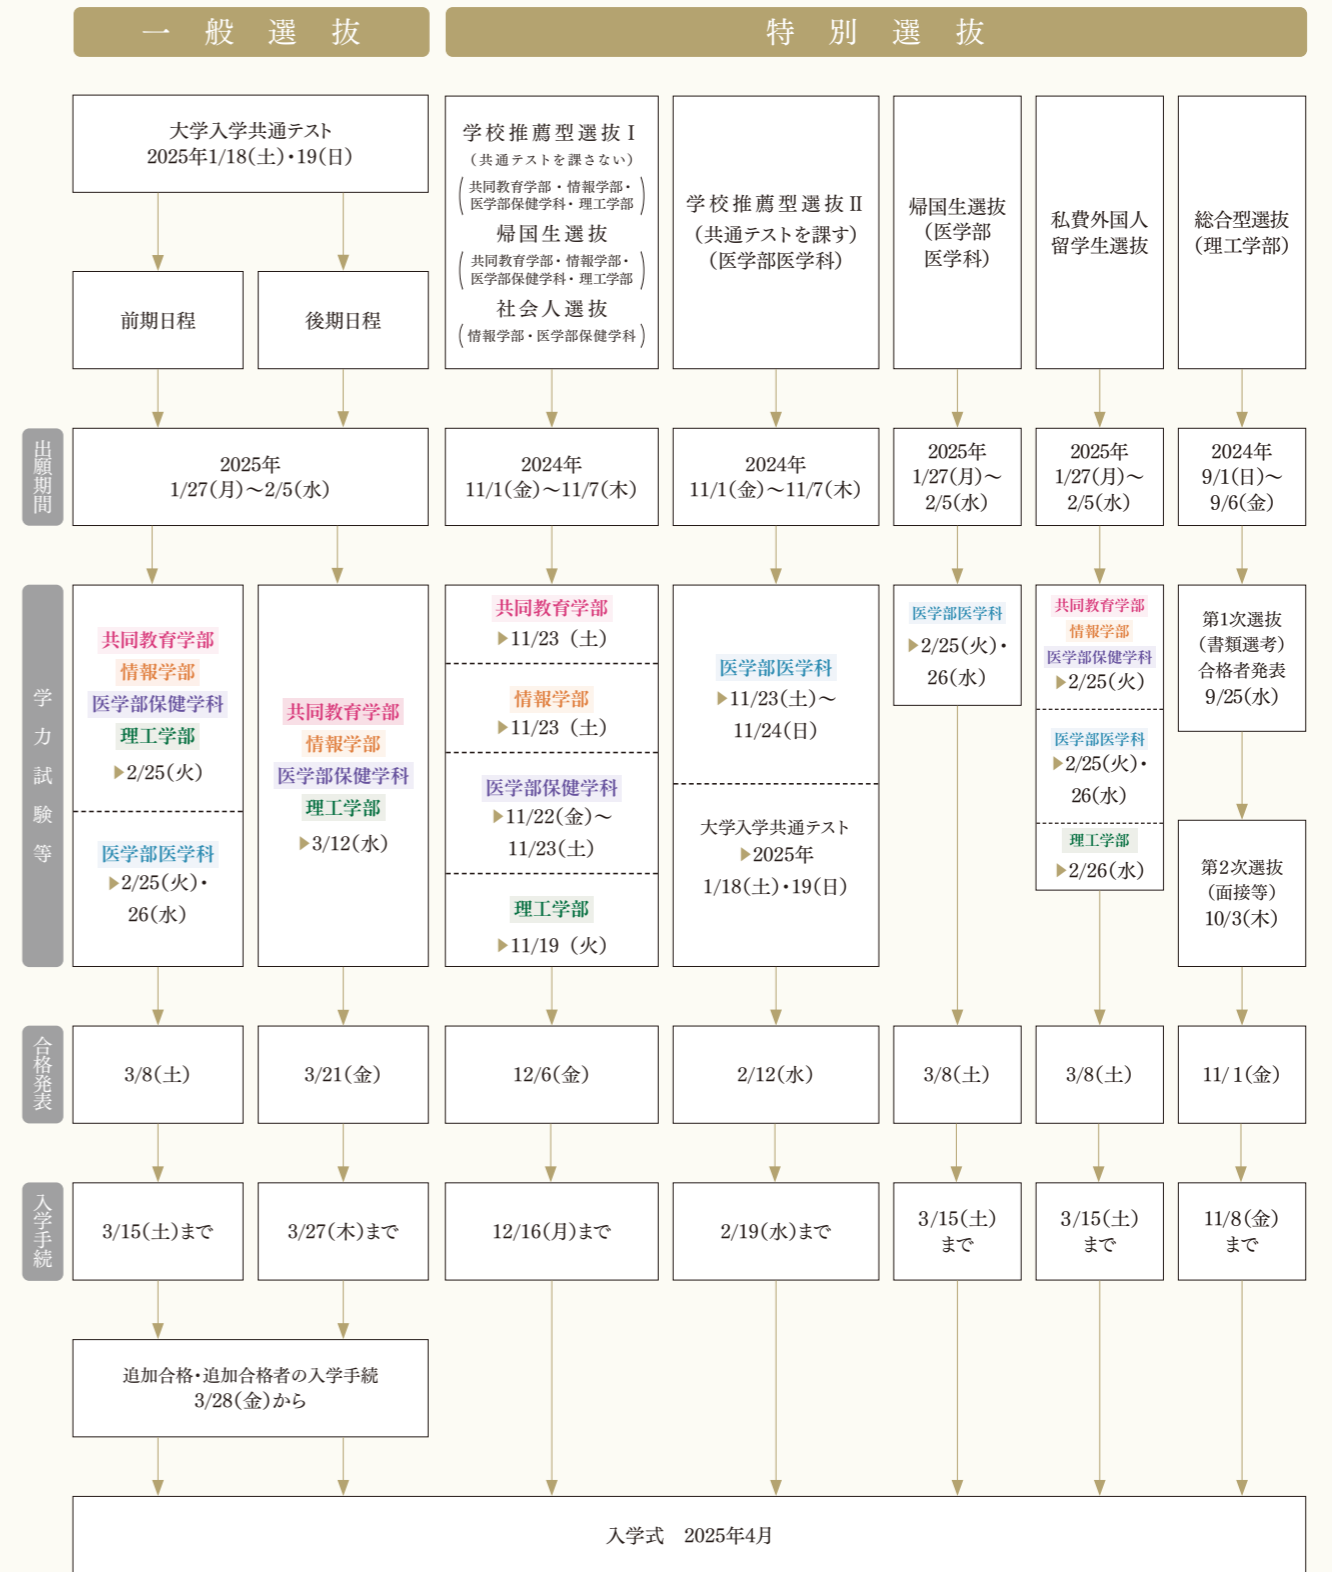 一般選抜
特別選抜
大学入学共通テスト
2025年1/18(土)・19(日)
前期日程
後期日程
学校推薦型選抜Ⅰ
(共通テストを課さない)
(共同教育学部・情報学部・
医学部保健学科・理工学部)
帰国生選抜
(共同教育学部・情報学部・
医学部保健学科・理工学部)
社会人選抜
(情報学部・医学部保健学科)
学校推薦型選抜Ⅱ
(共通テストを課す)
(医学部医学科)
帰国生選抜
(医学部
医学科)
私費外国人
留学生選抜
総合型選抜
(理工学部)
出願期間
2025年
1/27(月)～2/5(水)
2024年
11/1(金)～11/7(木)
2024年
11/1(金)～11/7(木)
2025年
1/27(月)～
2/5(水)
2025年
1/27(月)～
2/5(水)
2024年
9/1(日)～
9/6(金)
学力試験等
共同教育学部
情報学部
医学部保健学科
理工学部
▶2/25(火)
医学部医学科
▶2/25(火)・
26(水)
共同教育学部
情報学部
医学部保健学科
理工学部
▶3/12(水)
共同教育学部
▶11/23(土)
情報学部
▶11/23(土)
医学部保健学科
▶11/22(金)～
11/23(土)
理工学部
▶11/19(火)
医学部医学科
▶11/23(土)～
11/24(日)
大学入学共通テスト
▶2025年
1/18(土)・19(日)
医学部医学科
▶2/25(火)・
26(水)
共同教育学部
情報学部
医学部保健学科
▶2/25(火)
医学部医学科
▶2/25(火)・
26(水)
理工学部
▶2/26(水)
第1次選抜
(書類選考)
合格者発表
9/25(水)
第2次選抜
(面接等)
10/3(木)
合格発表
3/8(土)
3/21(金)
12/6(金)
2/12(水)
3/8(土)
3/8(土)
11/1(金)
入学手続
3/15(土)まで
3/27(木)まで
12/16(月)まで
2/19(水)まで
3/15(土)
まで
3/15(土)
まで
11/8(金)
まで
追加合格・追加合格者の入学手続
3/28(金)から
入学式 2025年4月